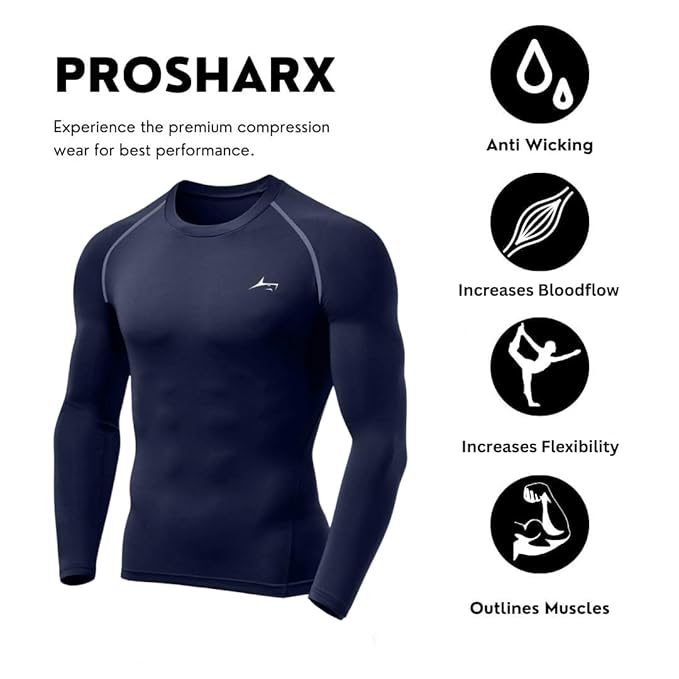 PROSHARX
Experience the premium compression
wear for best performance.
Anti Wicking
Increases Bloodflow
Increases Flexibility
Outlines Muscles